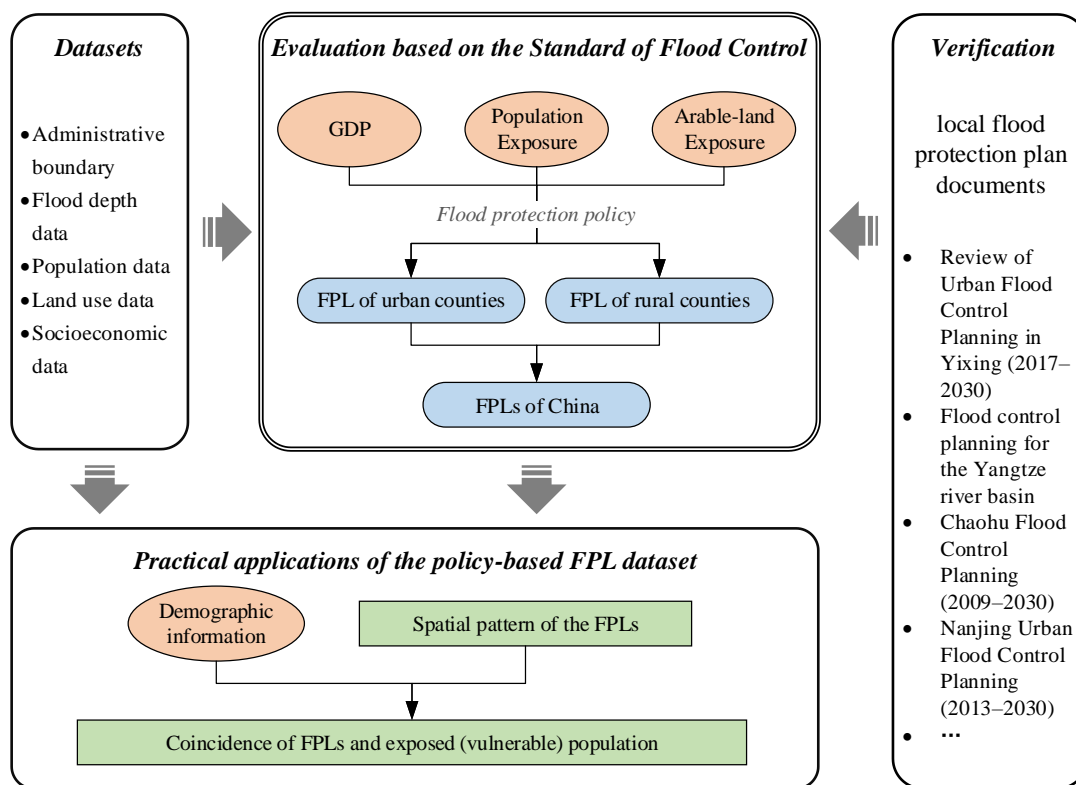 Datasets
•Administrative
boundary
•Flood depth
data
•Population data
•Land use data
•Socioeconomic
data
Evaluation based on the Standard of Flood Control
GDP
Population
Exposure
Arable-land
Exposure
Flood protection policy
FPL of urban counties
FPL of rural counties
FPLs of China
Verification
local flood
protection plan
documents
• Review of
Urban Flood
Control
Planning in
Yixing (2017–
2030)
• Flood control
planning for
the Yangtze
river basin
• Chaohu Flood
Control
Planning
(2009–2030)
• Nanjing Urban
Flood Control
Planning
(2013–2030)
• ...
Practical applications of the policy-based FPL dataset
Demographic
information
Spatial pattern of the FPLs
Coincidence of FPLs and exposed (vulnerable) population